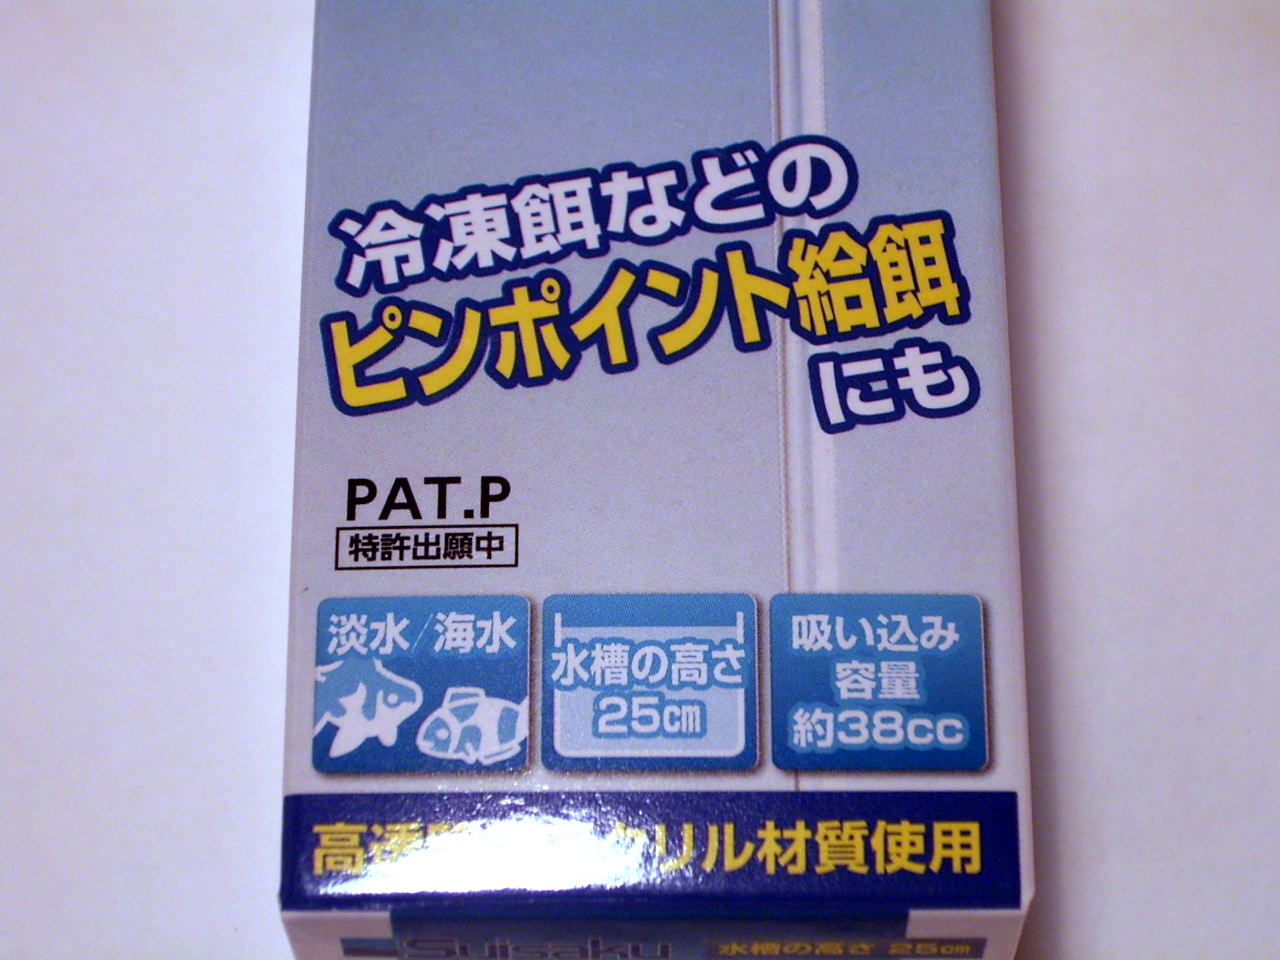 冷凍餌などの
ピンポイント給餌
にも
PAT.P
特許出願中
淡水/海水
水槽の高さ
25cm
吸い込み
容量
約38cc
高透 クリル材質使用
Suisaku
水槽の高さ 25cm